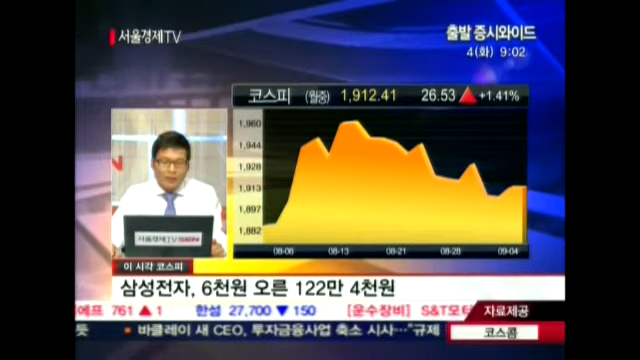 서울경제TV
출발 증시와이드
4(화) 9:02
코스피 (월중) 1,912.41 26.53 ▲ +1.41%
1,960
1,944
1,928
1,913
1,897
1,882
08-06 08-13 08-21 08-28 09-04
서울경제TV SEN
이 시각 코스피
삼성전자, 6천원 오른 122만 4천원
에프 761 ▲ 1 한섬 27,700 ▼ 150 [운수장비] S&T모터
자료제공
듯 바클레이 새 CEO, 투자금융사업 축소 시사…"규제
코스콤